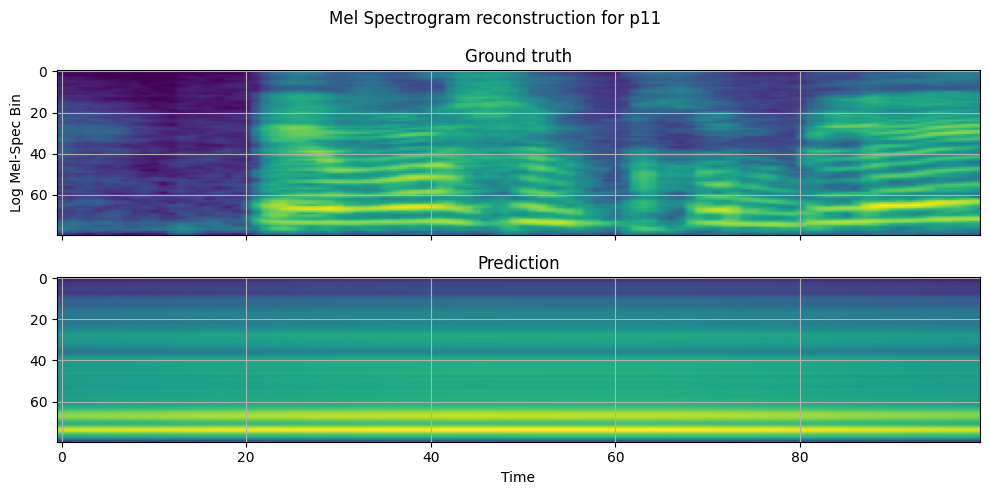 Mel Spectrogram reconstruction for p11
Ground truth
0
20
40
60
Log Mel-Spec Bin
Prediction
0
20
40
60
0 20 40 60 80
Time